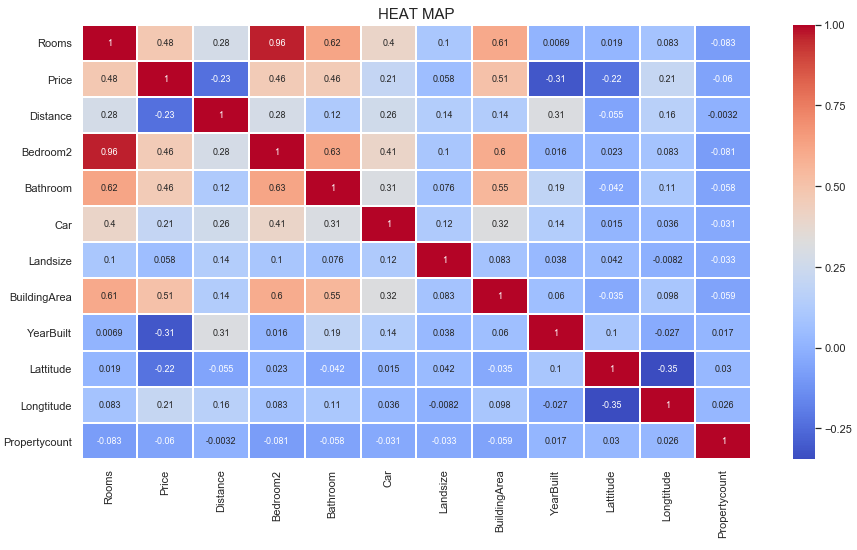 HEAT MAP
Rooms 1 0.48 0.28 0.96 0.62 0.4 0.1 0.61 0.0069 0.019 0.083 -0.083
Price 0.48 1 -0.23 0.46 0.46 0.21 0.058 0.51 -0.31 -0.22 0.21 -0.06
Distance 0.28 -0.23 1 0.28 0.12 0.26 0.14 0.14 0.31 -0.055 0.16 -0.0032
Bedroom2 0.96 0.46 0.28 1 0.63 0.41 0.1 0.6 0.016 0.023 0.083 -0.081
Bathroom 0.62 0.46 0.12 0.63 1 0.31 0.076 0.55 0.19 -0.042 0.11 -0.058
Car 0.4 0.21 0.26 0.41 0.31 1 0.12 0.32 0.14 0.015 0.036 -0.031
Landsize 0.1 0.058 0.14 0.1 0.076 0.12 1 0.083 0.038 0.042 -0.0082 -0.033
BuildingArea 0.61 0.51 0.14 0.6 0.55 0.32 0.083 1 0.06 -0.035 0.098 -0.059
YearBuilt 0.0069 -0.31 0.31 0.016 0.19 0.14 0.038 0.06 1 0.1 -0.027 0.017
Lattitude 0.019 -0.22 -0.055 0.023 -0.042 0.015 0.042 -0.035 0.1 1 -0.35 0.03
Longtitude 0.083 0.21 0.16 0.083 0.11 0.036 -0.0082 0.098 -0.027 -0.35 1 0.026
Propertycount -0.083 -0.06 -0.0032 -0.081 -0.058 -0.031 -0.033 -0.059 0.017 0.03 0.026 1
Rooms Price Distance Bedroom2 Bathroom Car Landsize BuildingArea YearBuilt Lattitude Longtitude Propertycount
1.00
0.75
0.50
0.25
0.00
−0.25